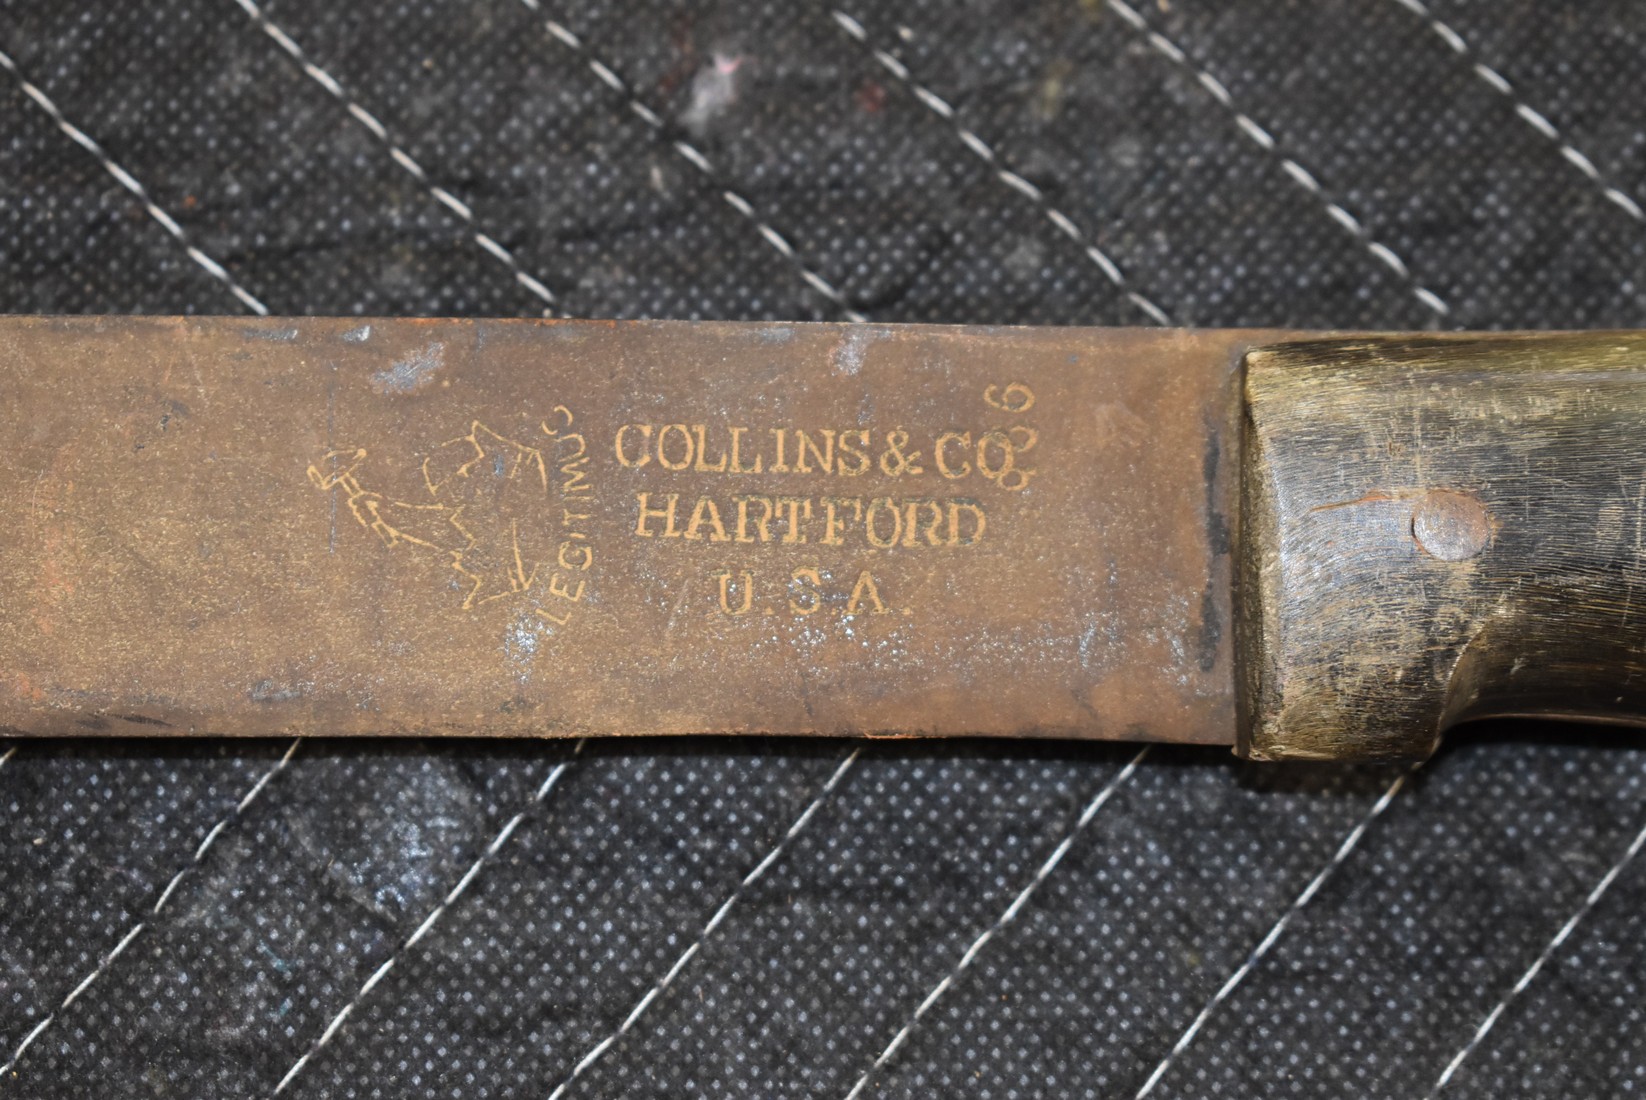 LEGITIMUS
COLLINS & CO
HARTFORD
U.S.A.